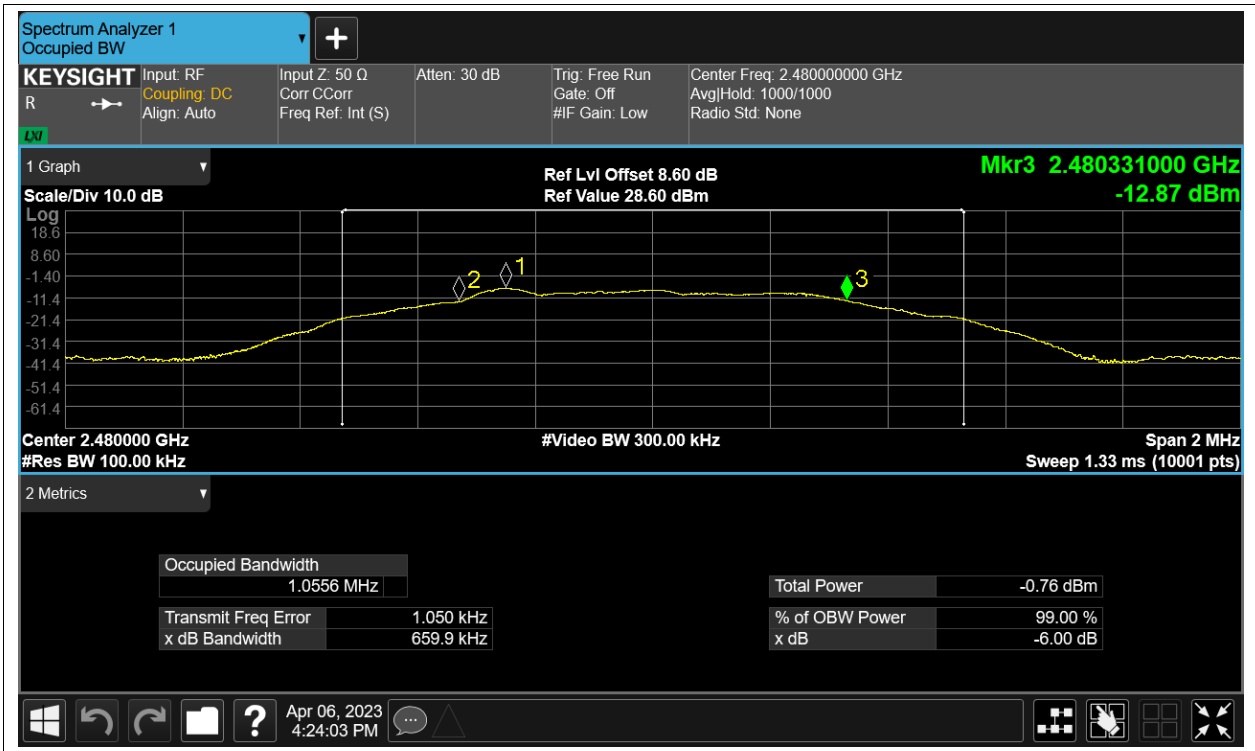 Spectrum Analyzer 1
Occupied BW
KEYSIGHT
R
LXI
Input: RF
Coupling: DC
Align: Auto
Input Z: 50 Ω
Corr CCorr
Freq Ref: Int (S)
Atten: 30 dB
Trig: Free Run
Gate: Off
#IF Gain: Low
Center Freq: 2.480000000 GHz
Avg|Hold: 1000/1000
Radio Std: None
1 Graph
Scale/Div 10.0 dB
Ref Lvl Offset 8.60 dB
Ref Value 28.60 dBm
Mkr3 2.480331000 GHz
-12.87 dBm
Log
18.6
8.60
-1.40
-11.4
-21.4
-31.4
-41.4
-51.4
-61.4
2
1
3
Center 2.480000 GHz
#Res BW 100.00 kHz
#Video BW 300.00 kHz
Span 2 MHz
Sweep 1.33 ms (10001 pts)
2 Metrics
Occupied Bandwidth
1.0556 MHz
Transmit Freq Error 1.050 kHz
x dB Bandwidth 659.9 kHz
Total Power -0.76 dBm
% of OBW Power 99.00 %
x dB -6.00 dB
?
Apr 06, 2023
4:24:03 PM